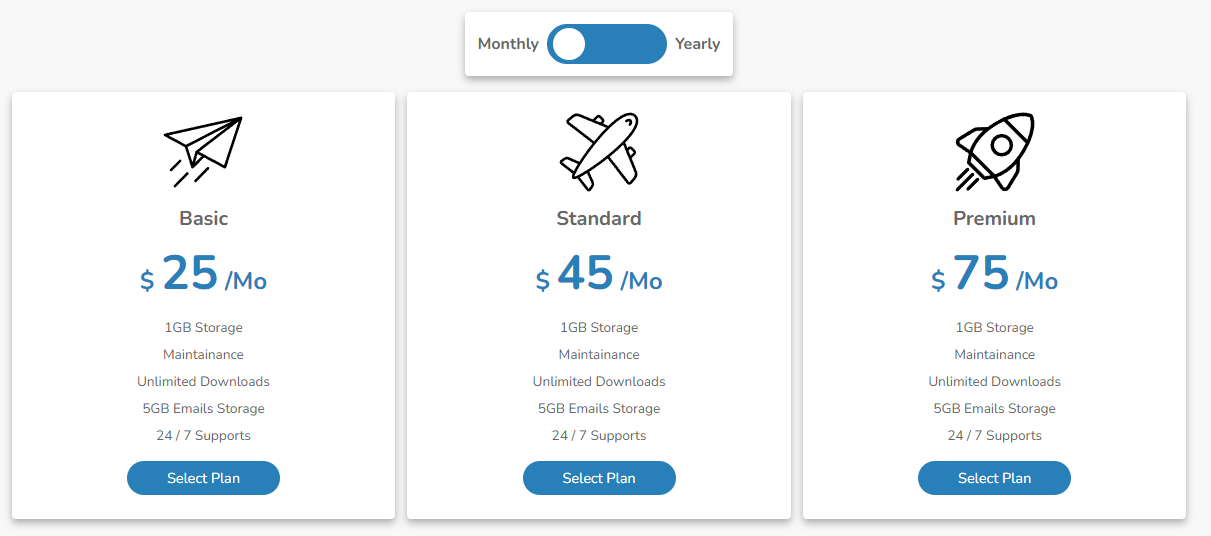 Monthly Yearly
Basic
$ 25 /Mo
1GB Storage
Maintainance
Unlimited Downloads
5GB Emails Storage
24 / 7 Supports
Select Plan
Standard
$ 45 /Mo
1GB Storage
Maintainance
Unlimited Downloads
5GB Emails Storage
24 / 7 Supports
Select Plan
Premium
$ 75 /Mo
1GB Storage
Maintainance
Unlimited Downloads
5GB Emails Storage
24 / 7 Supports
Select Plan